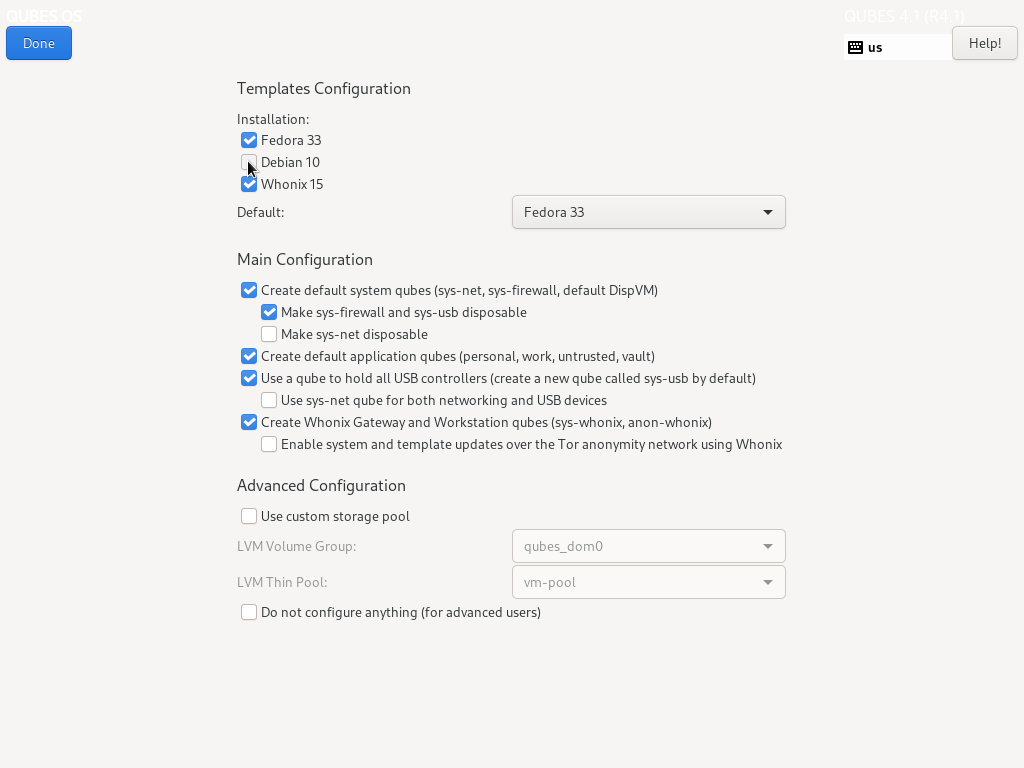 QUBES OS
QUBES 4.1 (R4.1)
Done
us
Help!
Templates Configuration
Installation:
Fedora 33
Debian 10
Whonix 15
Default:
Fedora 33
Main Configuration
Create default system qubes (sys-net, sys-firewall, default DispVM)
Make sys-firewall and sys-usb disposable
Make sys-net disposable
Create default application qubes (personal, work, untrusted, vault)
Use a qube to hold all USB controllers (create a new qube called sys-usb by default)
Use sys-net qube for both networking and USB devices
Create Whonix Gateway and Workstation qubes (sys-whonix, anon-whonix)
Enable system and template updates over the Tor anonymity network using Whonix
Advanced Configuration
Use custom storage pool
LVM Volume Group:
qubes_dom0
LVM Thin Pool:
vm-pool
Do not configure anything (for advanced users)